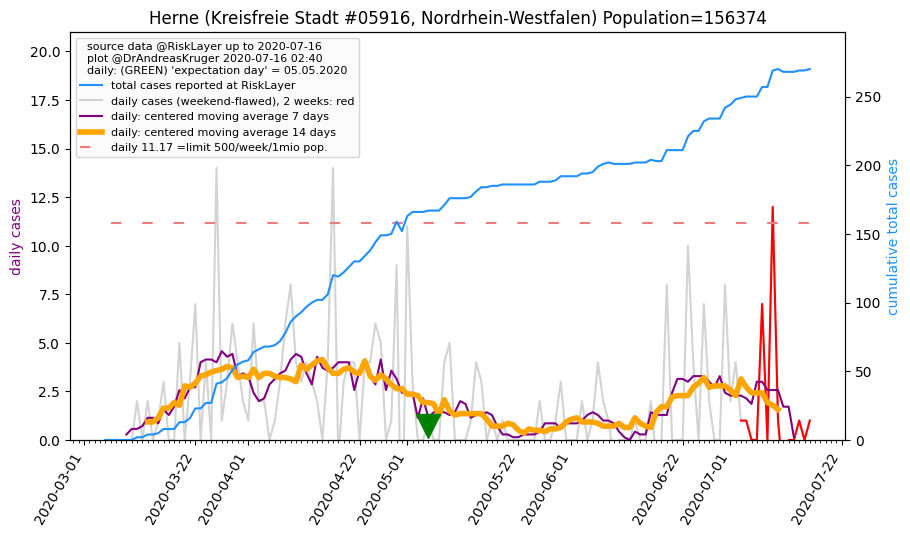 Herne (Kreisfreie Stadt #05916, Nordrhein-Westfalen) Population=156374
source data @RiskLayer up to 2020-07-16
plot @DrAndreasKruger 2020-07-16 02:40
daily: (GREEN) 'expectation day' = 05.05.2020
total cases reported at RiskLayer
daily cases (weekend-flawed), 2 weeks: red
daily: centered moving average 7 days
daily: centered moving average 14 days
daily 11.17 =limit 500/week/1mio pop.
daily cases
20.0
17.5
15.0
12.5
10.0
7.5
5.0
2.5
0.0
250
200
150
100
50
0
cumulative total cases
2020-03-01
2020-03-22
2020-04-01
2020-04-22
2020-05-01
2020-05-22
2020-06-01
2020-06-22
2020-07-01
2020-07-22